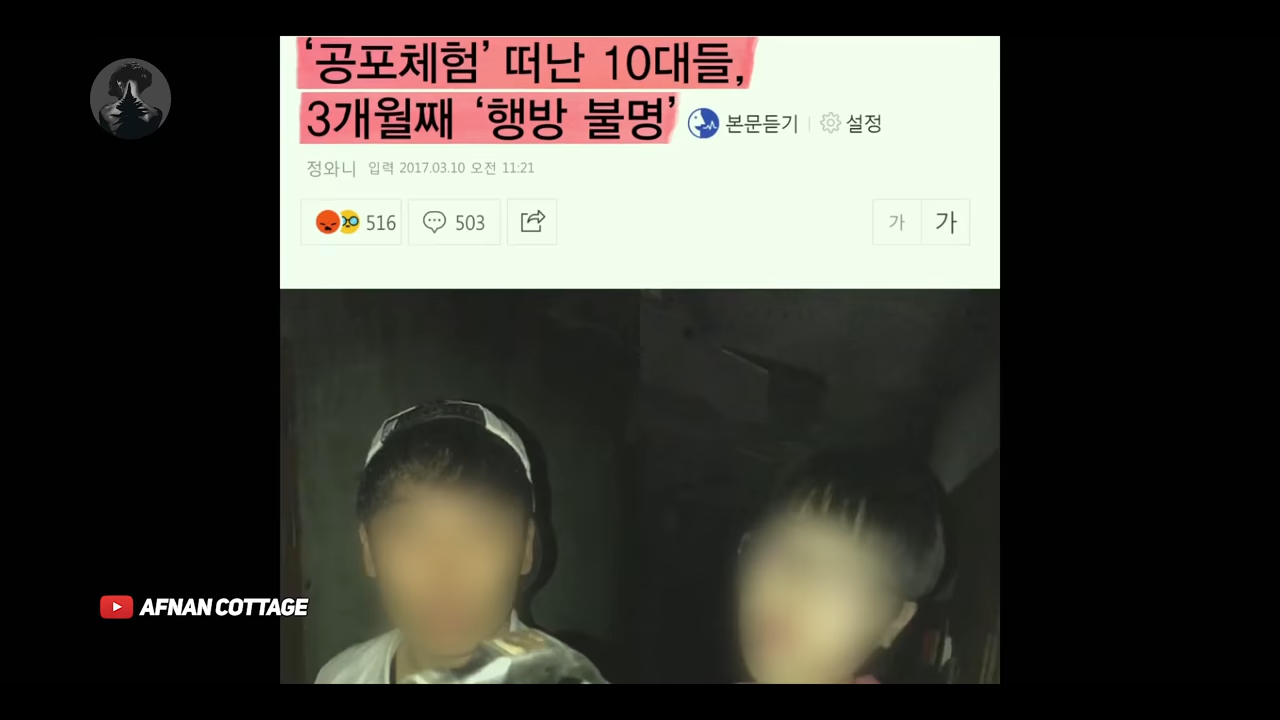 ‘공포체험’ 떠난 10대들,
3개월째 ‘행방 불명’ 본문듣기 | 설정
정와니 입력 2017.03.10 오전 11:21
516 503 가 가
AFNAN COTTAGE